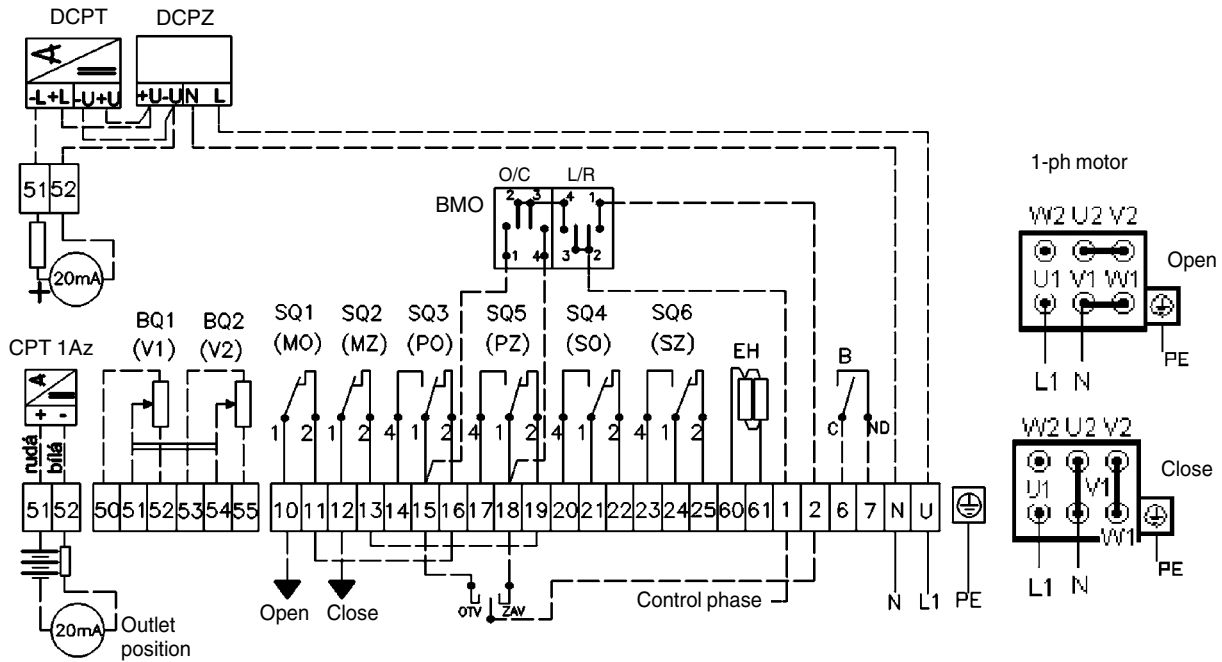 DCPT DCPZ
A
-L+L -U+U +U-U N L
51 52
20mA
+
BMO
O/C L/R
2 3 4 1
1 4 3 2
1-ph motor
W2 U2 V2
U1 V1 W1
Open
PE
L1 N
CPT 1Az
A
+ -
rudá
bílá
BQ1 BQ2
(V1) (V2)
SQ1 SQ2 SQ3 SQ5 SQ4 SQ6
(MO) (MZ) (PO) (PZ) (SO) (SZ)
EH
B
1 2 1 2 4 1 2 4 1 2 4 1 2 4 1 2
C ND
51 52
50 51 52 53 54 55
10 11 12 13 14 15 16 17 18 19 20 21 22 23 24 25 60 61 1 2 6 7 N U
W2 U2 V2
U1 V1
W1
Close
PE
L1 N
Open Close
OTV ZAV
Control phase
N L1 PE
20mA
Outlet
position